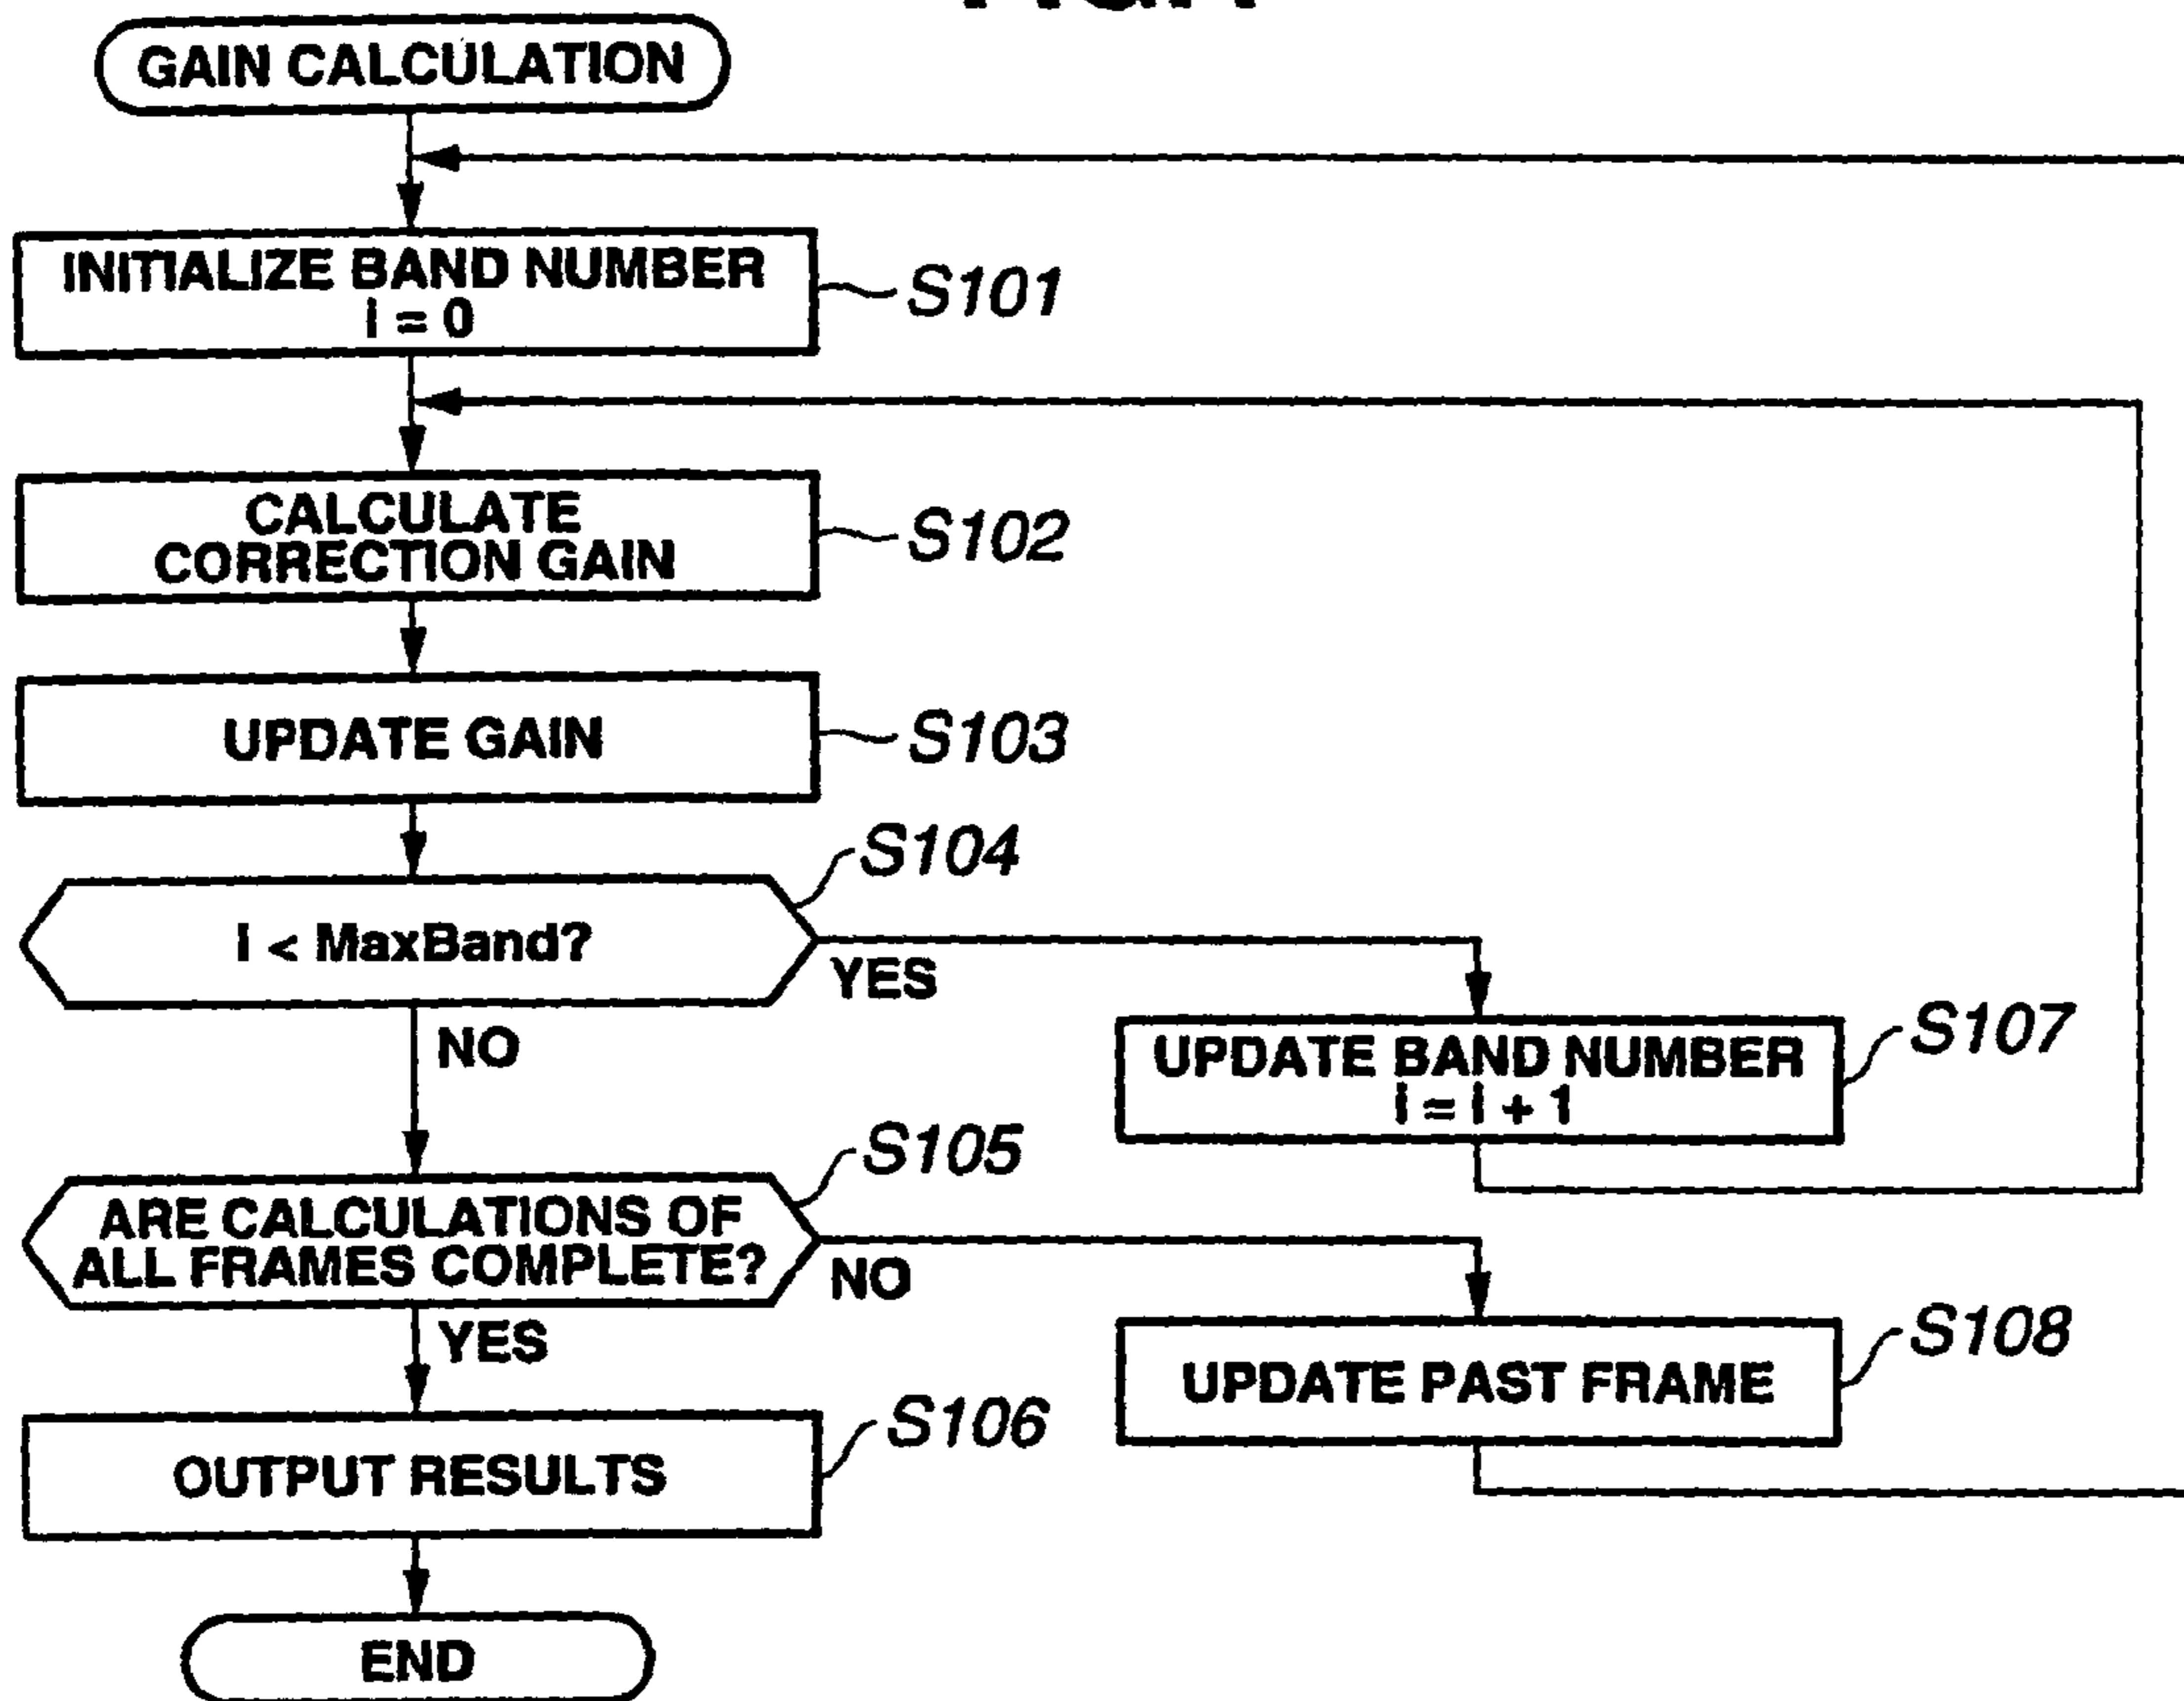 GAIN CALCULATION
INITIALIZE BAND NUMBER
i = 0
S101
CALCULATE
CORRECTION GAIN
S102
UPDATE GAIN
S103
S104
i < MaxBand?
YES
NO
UPDATE BAND NUMBER
i = i + 1
S107
S105
ARE CALCULATIONS OF
ALL FRAMES COMPLETE?
NO
YES
UPDATE PAST FRAME
S108
OUTPUT RESULTS
S106
END